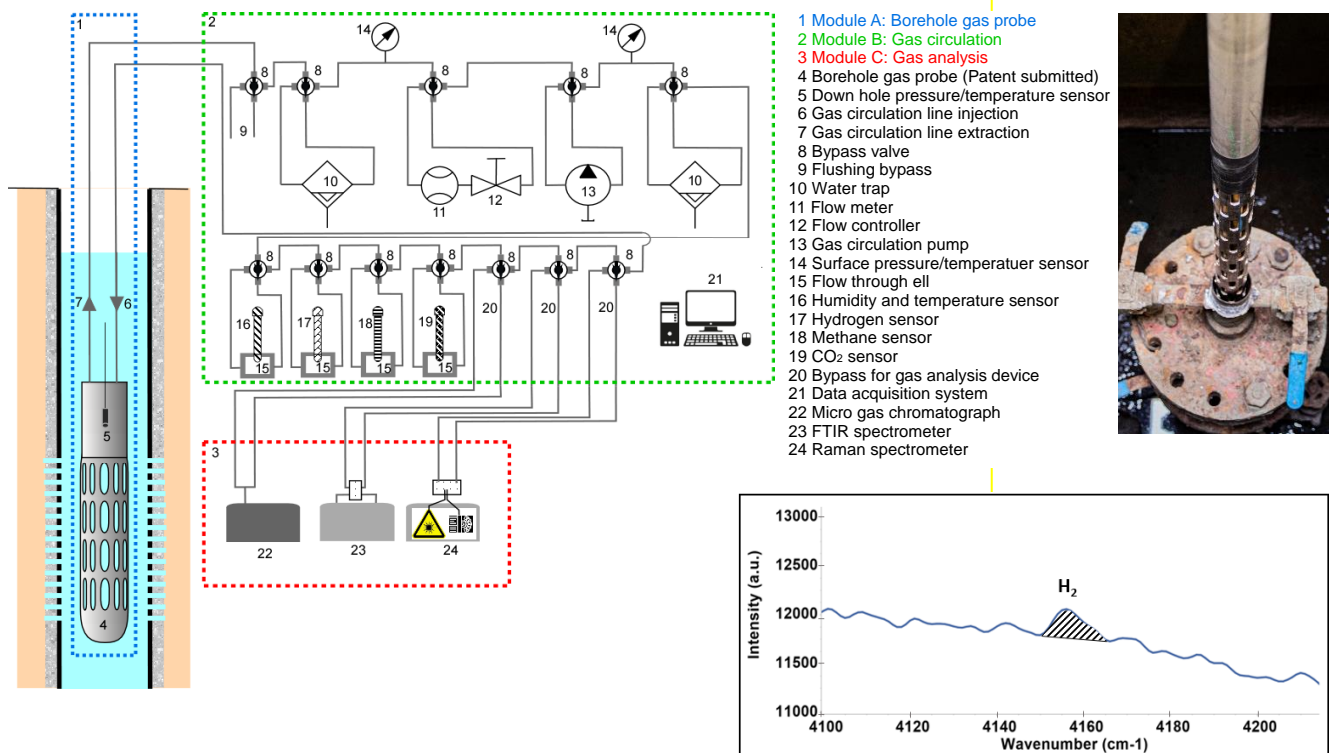 1
2
14
14
8
8
8
8
8
9
10
11
12
13
10
8
8
8
8
8
8
8
7
6
16
17
18
19
20
20
20
21
15
15
15
15
5
4
3
22
23
24
1 Module A: Borehole gas probe
2 Module B: Gas circulation
3 Module C: Gas analysis
4 Borehole gas probe (Patent submitted)
5 Down hole pressure/temperature sensor
6 Gas circulation line injection
7 Gas circulation line extraction
8 Bypass valve
9 Flushing bypass
10 Water trap
11 Flow meter
12 Flow controller
13 Gas circulation pump
14 Surface pressure/temperatuer sensor
15 Flow through ell
16 Humidity and temperature sensor
17 Hydrogen sensor
18 Methane sensor
19 CO₂ sensor
20 Bypass for gas analysis device
21 Data acquisition system
22 Micro gas chromatograph
23 FTIR spectrometer
24 Raman spectrometer
Intensity (a.u.)
13000
12500
12000
11500
11000
H₂
4100 4120 4140 4160 4180 4200
Wavenumber (cm-1)